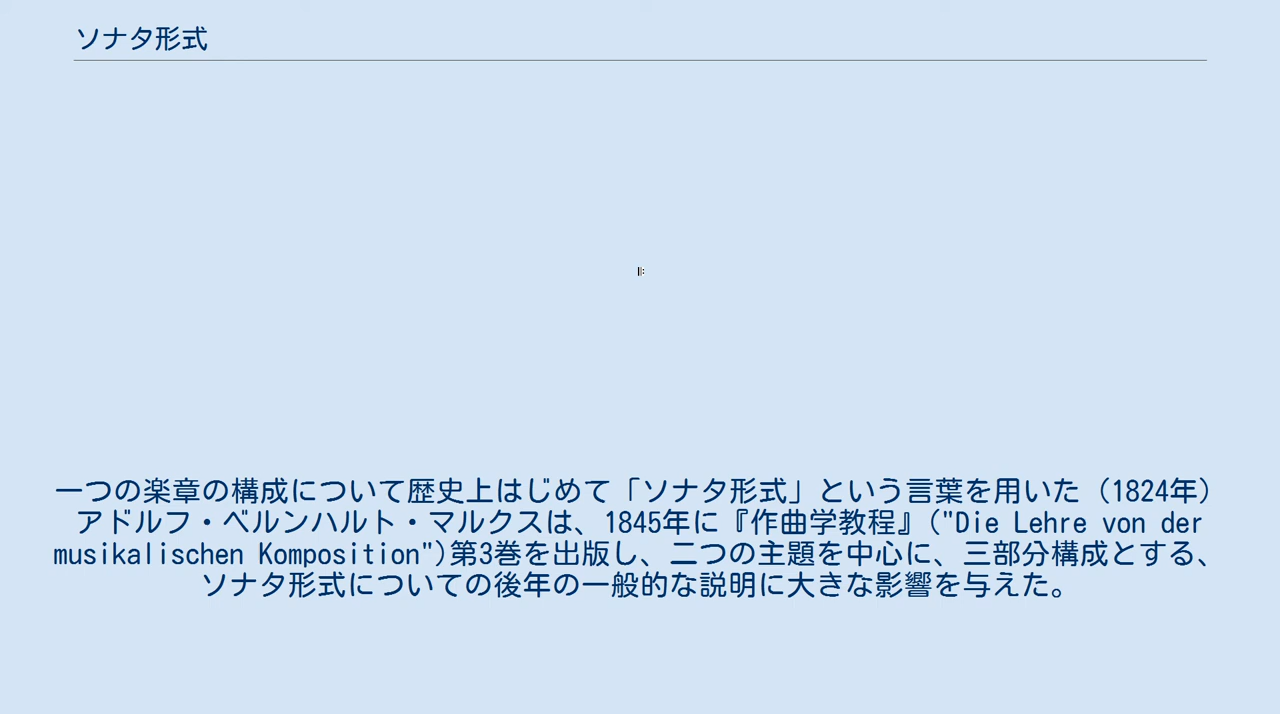 ソナタ形式
一つの楽章の構成について歴史上はじめて「ソナタ形式」という言葉を用いた（1824年）
アドルフ・ベルンハルト・マルクスは、1845年に『作曲学教程』("Die Lehre von der
musikalischen Komposition")第3巻を出版し、二つの主題を中心に、三部分構成とする、
ソナタ形式についての後年の一般的な説明に大きな影響を与えた。